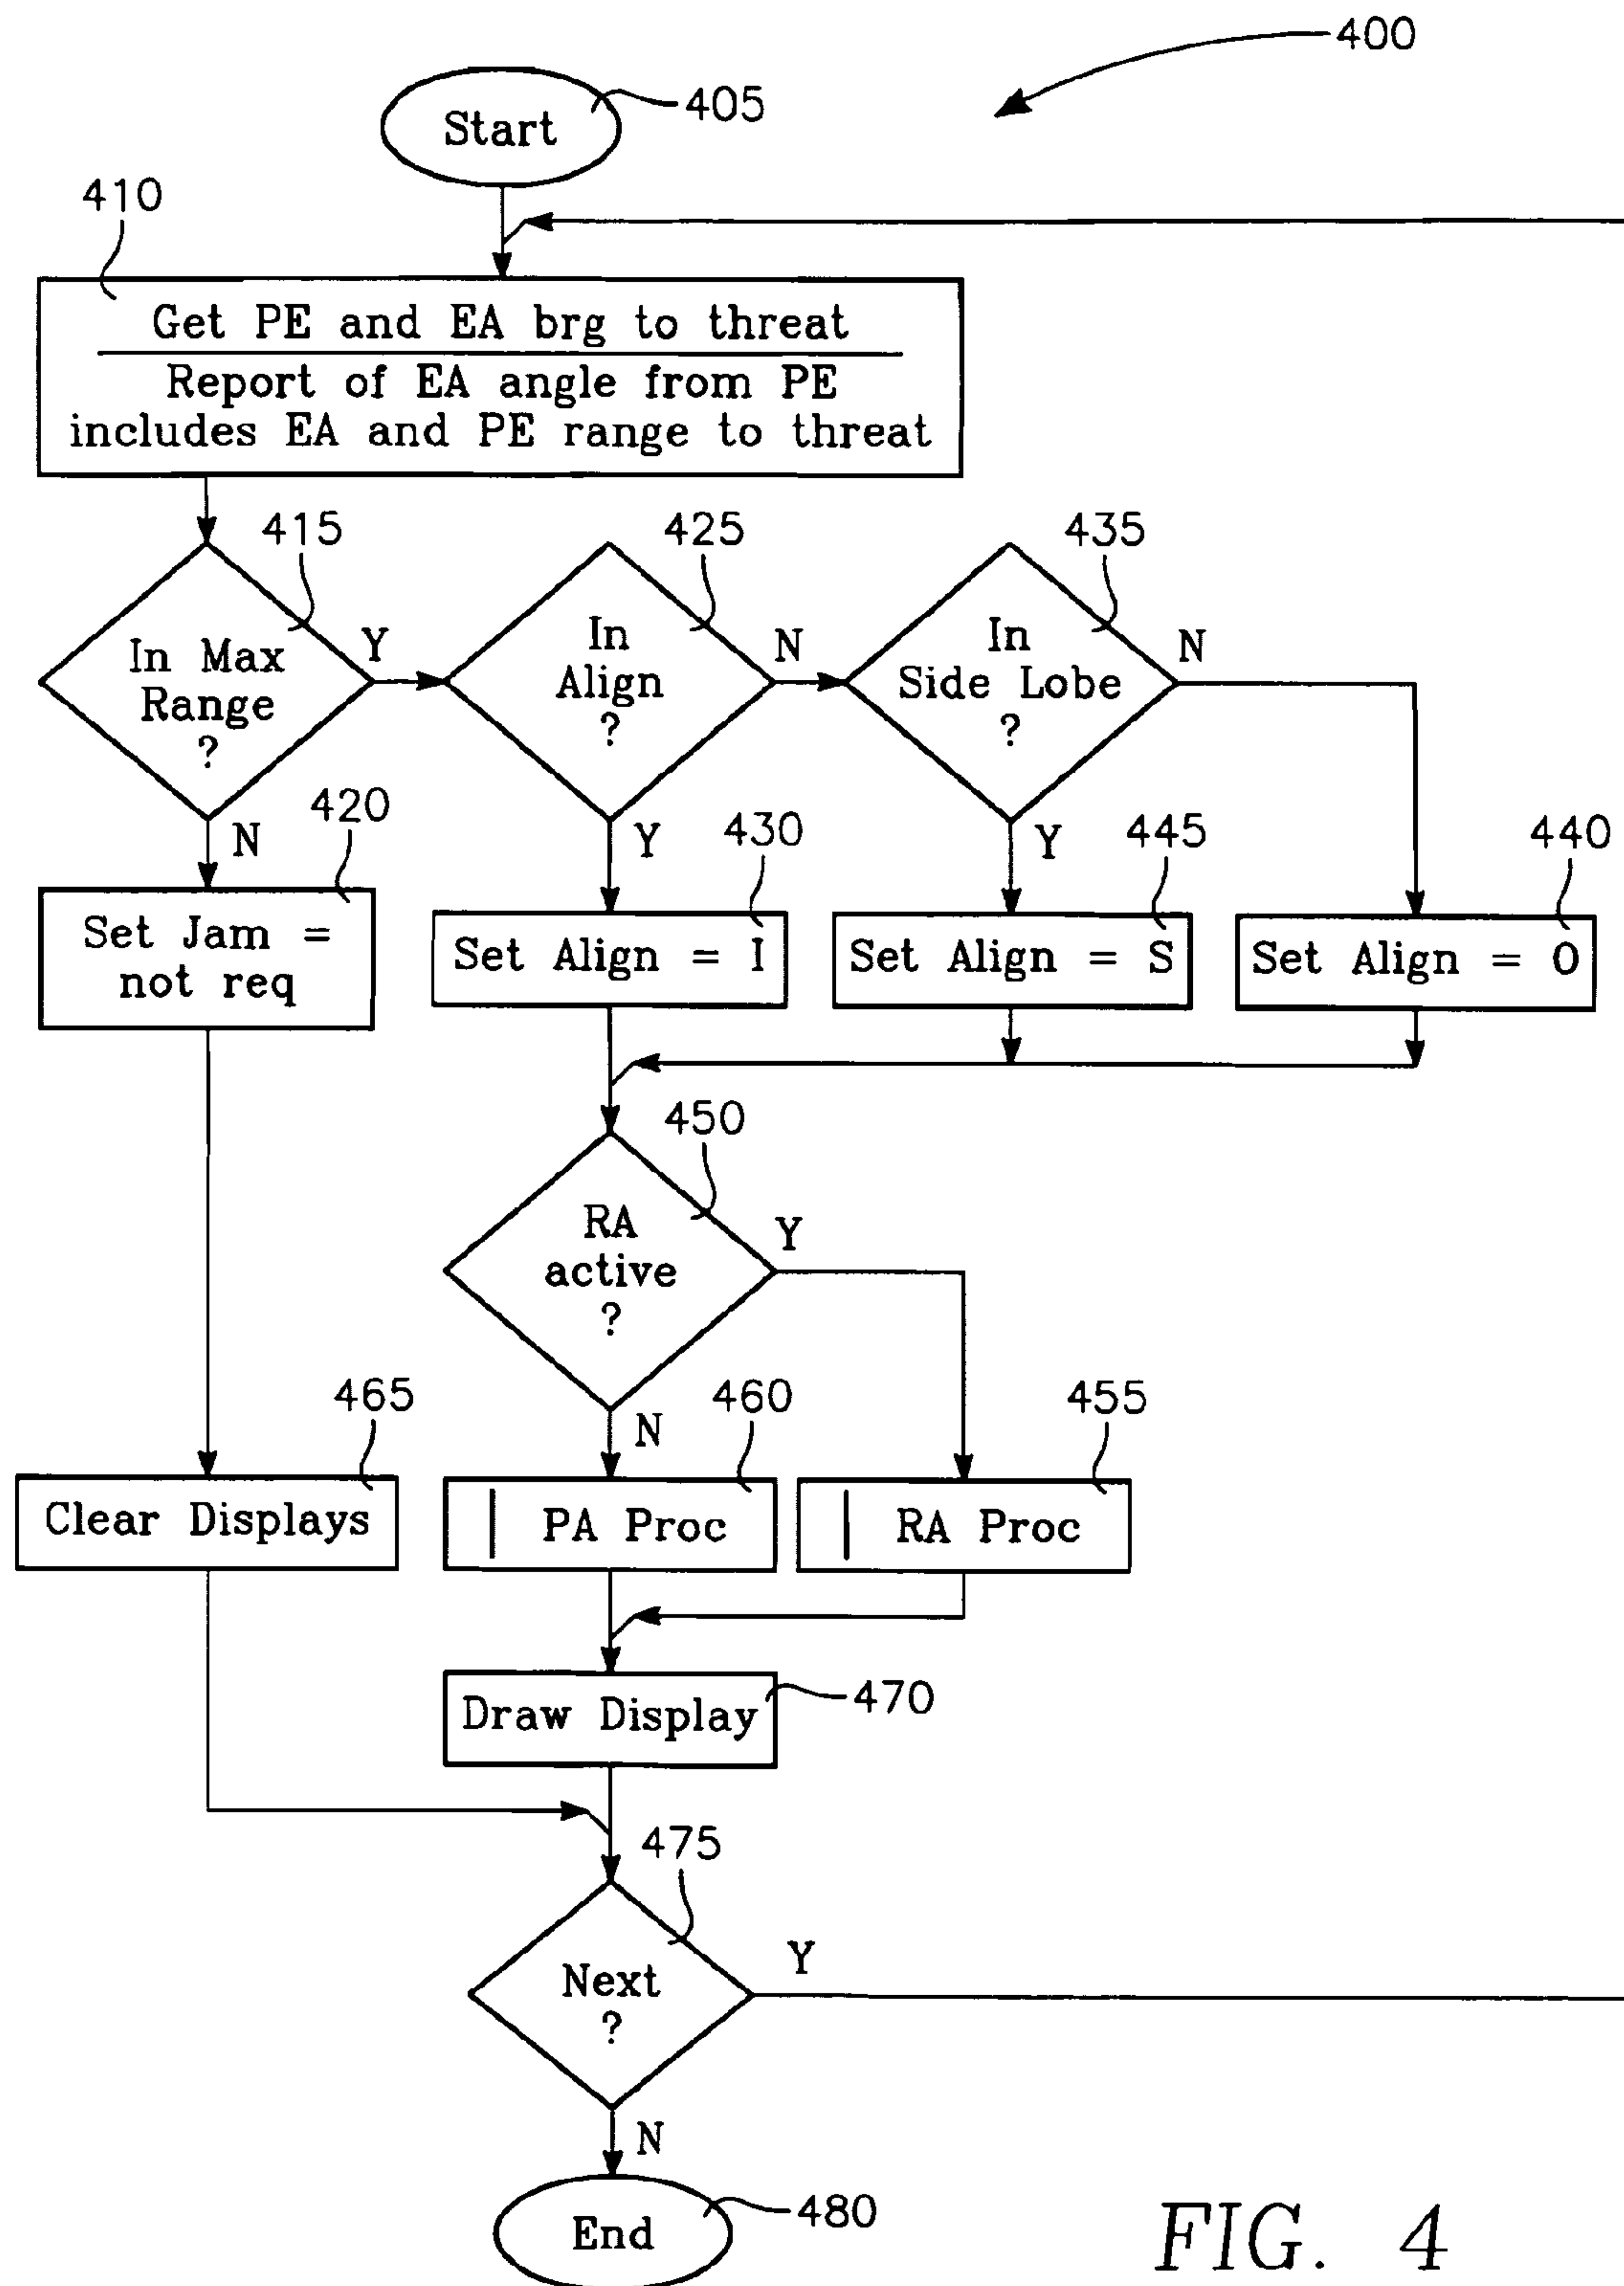 400
Start
405
410
Get PE and EA brg to threat
Report of EA angle from PE
includes EA and PE range to threat
415
425
435
In Max
Range
?
Y
In
Align
?
N
In
Side Lobe
?
N
N
420
Y
430
Y
445
440
Set Jam =
not req
Set Align = I
Set Align = S
Set Align = O
450
RA
active
?
Y
N
465
460
455
Clear Displays
PA Proc
RA Proc
Draw Display
470
475
Next
?
Y
N
End
480
FIG. 4